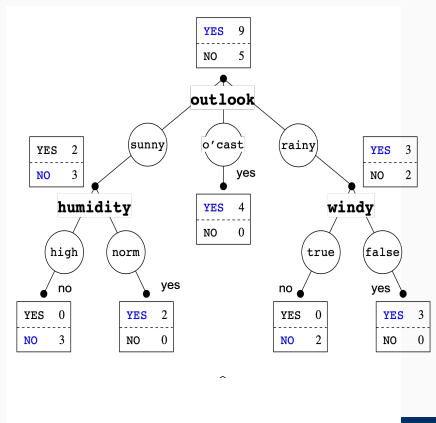 YES 9
NO 5
outlook
sunny
o'cast
rainy
YES 2
NO 3
yes
YES 3
NO 2
humidity
YES 4
NO 0
windy
high
norm
true
false
no
yes
no
yes
YES 0
NO 3
YES 2
NO 0
YES 0
NO 2
YES 3
NO 0